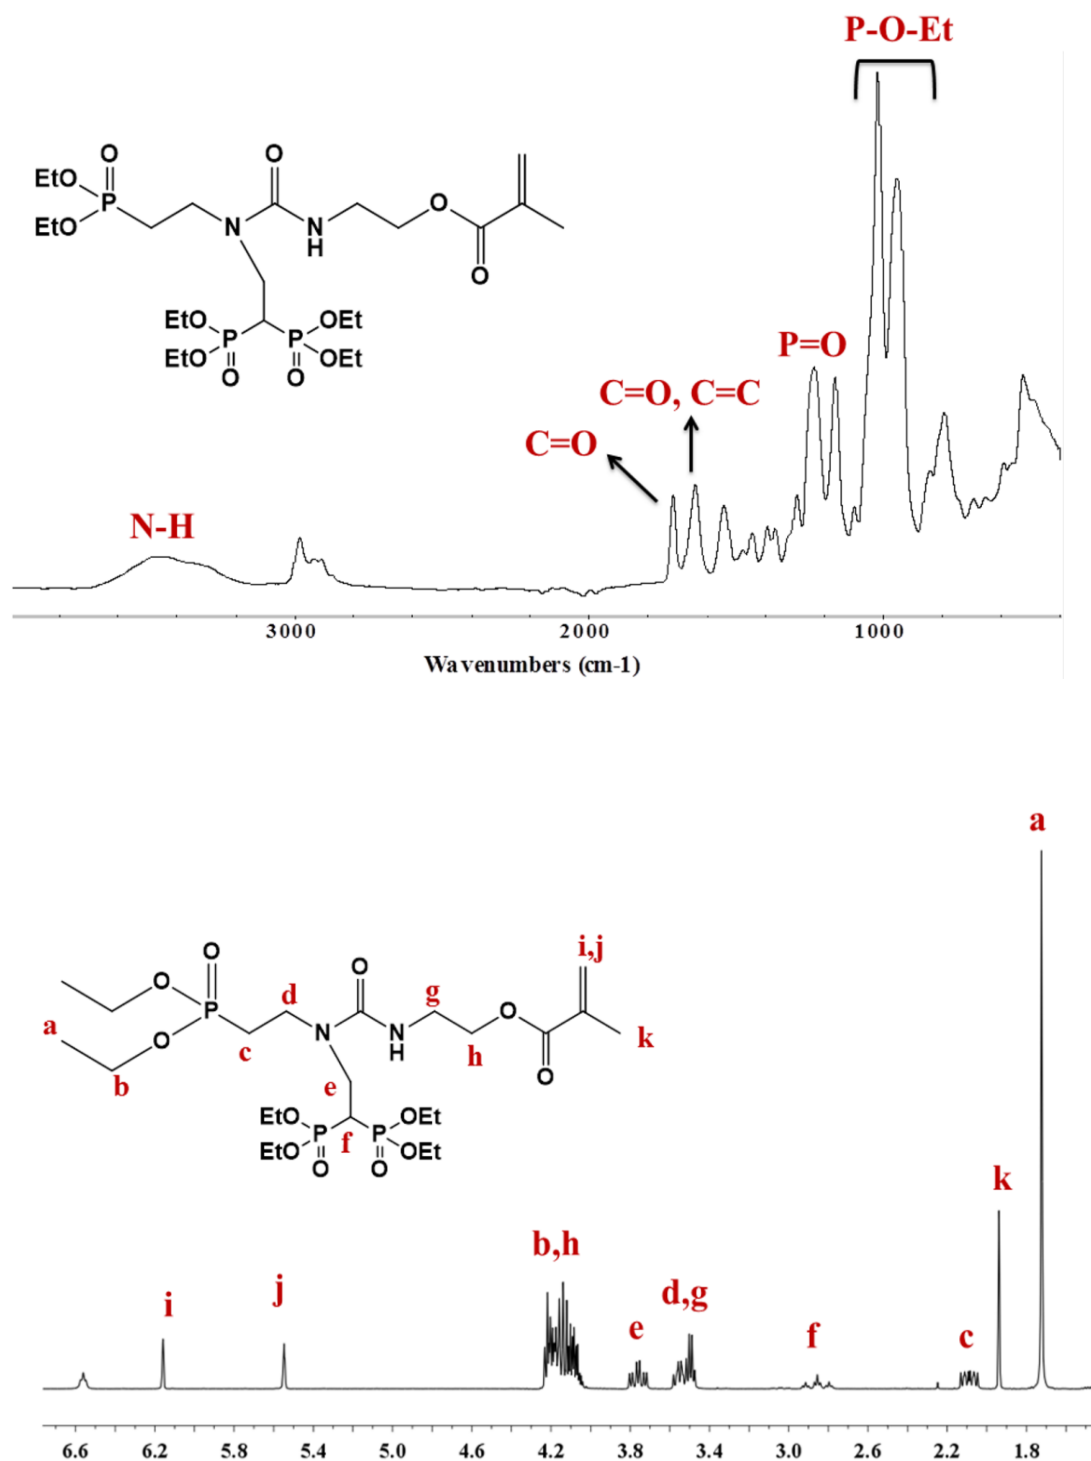 P-O-Et
O
EtO
P
EtO
O
N
N
H
O
O
EtO
P
P
OEt
EtO
OEt
O
O
P=O
C=O, C=C
C=O
N-H
3000 2000 1000
Wavenumbers (cm-1)
a
O
O
P
O
a
b
c
d
N
O
N
H
g
h
O
O
i,j
k
e
EtO
P
P
OEt
EtO
f
OEt
O
O
k
b,h
d,g
i
j
e
f
c
6.6 6.2 5.8 5.4 5.0 4.6 4.2 3.8 3.4 3.0 2.6 2.2 1.8